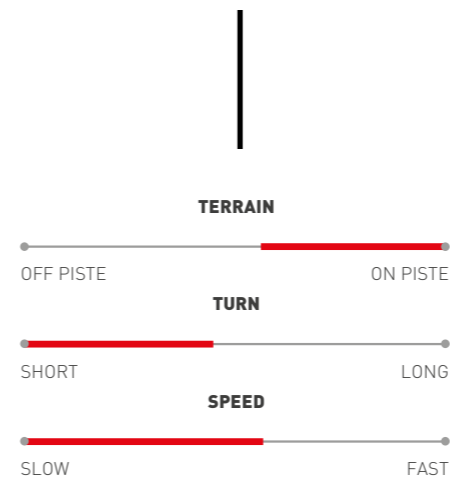 TERRAIN
OFF PISTE ON PISTE
TURN
SHORT LONG
SPEED
SLOW FAST